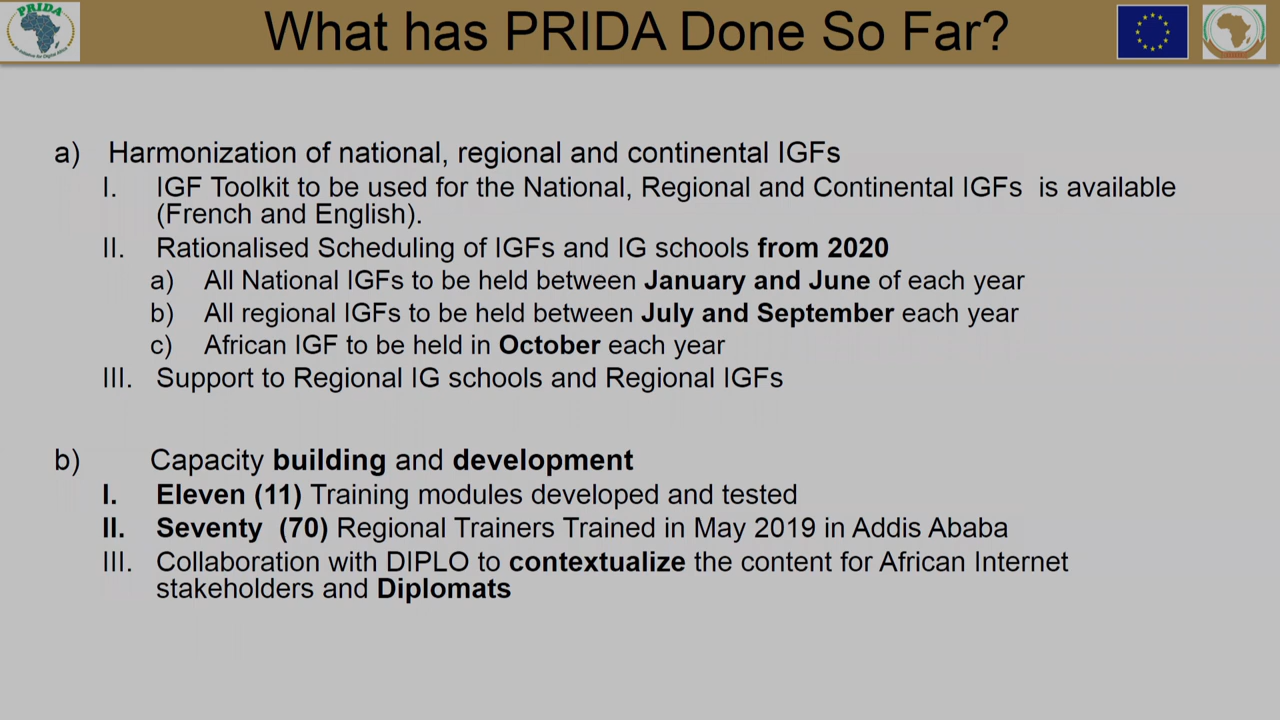 PRIDA
What has PRIDA Done So Far?
a) Harmonization of national, regional and continental IGFs
I. IGF Toolkit to be used for the National, Regional and Continental IGFs is available
(French and English).
II. Rationalised Scheduling of IGFs and IG schools from 2020
a) All National IGFs to be held between January and June of each year
b) All regional IGFs to be held between July and September each year
c) African IGF to be held in October each year
III. Support to Regional IG schools and Regional IGFs
b) Capacity building and development
I. Eleven (11) Training modules developed and tested
II. Seventy (70) Regional Trainers Trained in May 2019 in Addis Ababa
III. Collaboration with DIPLO to contextualize the content for African Internet
stakeholders and Diplomats